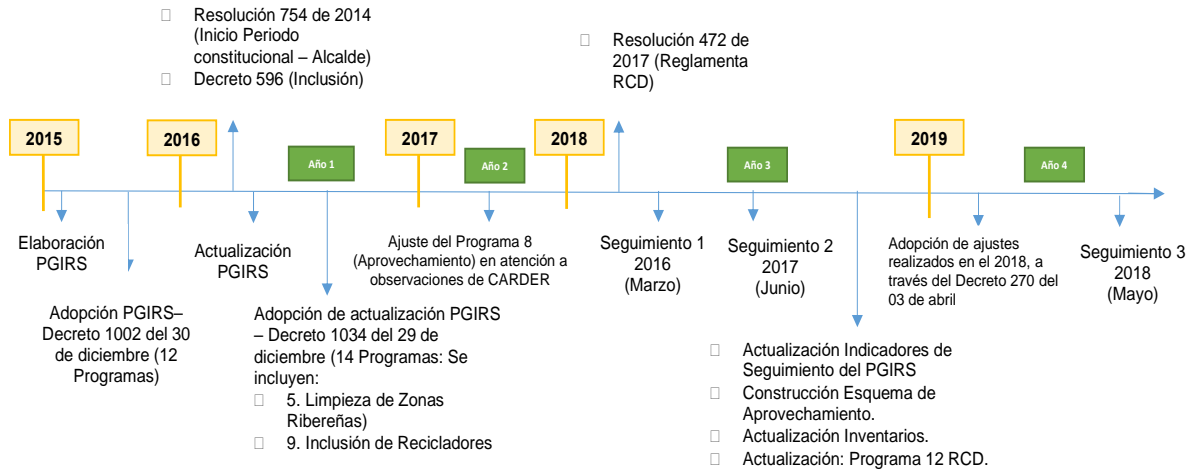 Resolución 754 de 2014
(Inicio Periodo
constitucional – Alcalde)
Decreto 596 (Inclusión)
Resolución 472 de
2017 (Reglamenta
RCD)
2015
2016
2017
2018
2019
Año 1
Año 2
Año 3
Año 4
Elaboración
PGIRS
Adopción PGIRS–
Decreto 1002 del 30
de diciembre (12
Programas)
Actualización
PGIRS
Adopción de actualización PGIRS
– Decreto 1034 del 29 de
diciembre (14 Programas: Se
incluyen:
5. Limpieza de Zonas
Ribereñas)
9. Inclusión de Recicladores
Ajuste del Programa 8
(Aprovechamiento) en atención a
observaciones de CARDER
Seguimiento 1
2016
(Marzo)
Seguimiento 2
2017
(Junio)
Actualización Indicadores de
Seguimiento del PGIRS
Construcción Esquema de
Aprovechamiento.
Actualización Inventarios.
Actualización: Programa 12 RCD.
Adopción de ajustes
realizados en el 2018, a
través del Decreto 270 del
03 de abril
Seguimiento 3
2018
(Mayo)